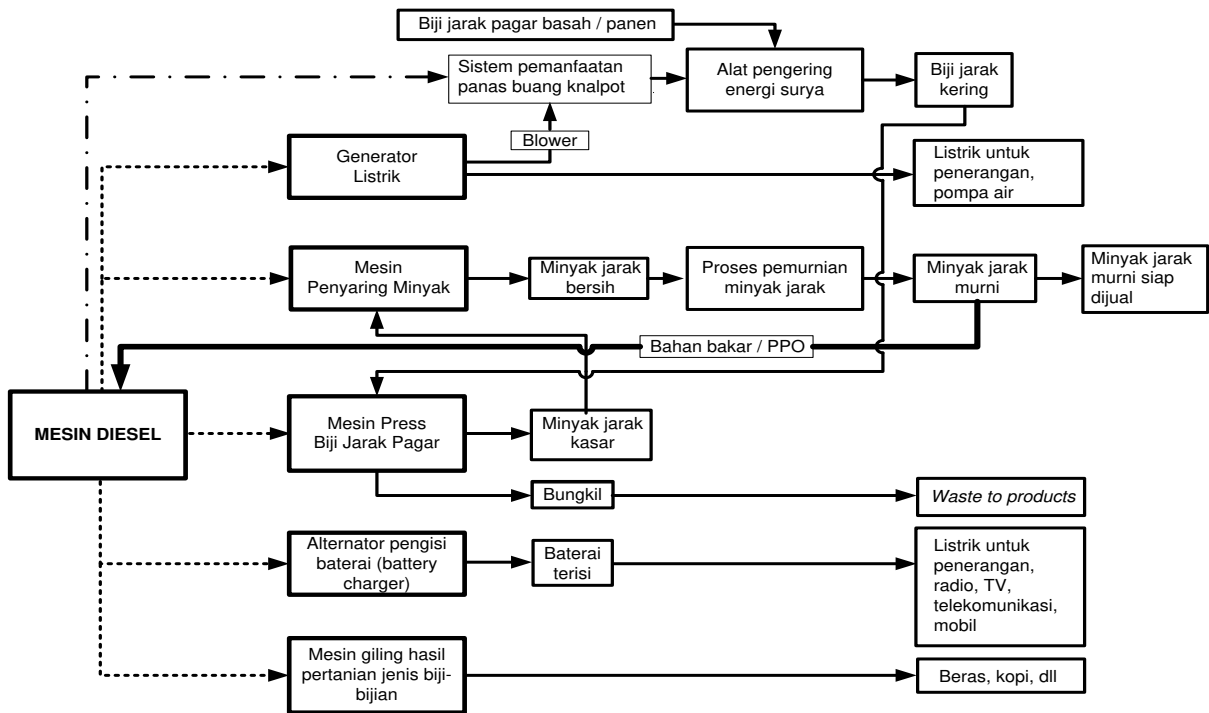 Biji jarak pagar basah / panen
Sistem pemanfaatan
panas buang knalpot
Alat pengering
energi surya
Biji jarak
kering
Blower
Generator
Listrik
Listrik untuk
penerangan,
pompa air
Mesin
Penyaring Minyak
Minyak jarak
bersih
Proses pemurnian
minyak jarak
Minyak jarak
murni
Minyak jarak
murni siap
dijual
Bahan bakar / PPO
MESIN DIESEL
Mesin Press
Biji Jarak Pagar
Minyak jarak
kasar
Bungkil
Waste to products
Alternator pengisi
baterai (battery
charger)
Baterai
terisi
Listrik untuk
penerangan,
radio, TV,
telekomunikasi,
mobil
Mesin giling hasil
pertanian jenis biji-
bijian
Beras, kopi, dll